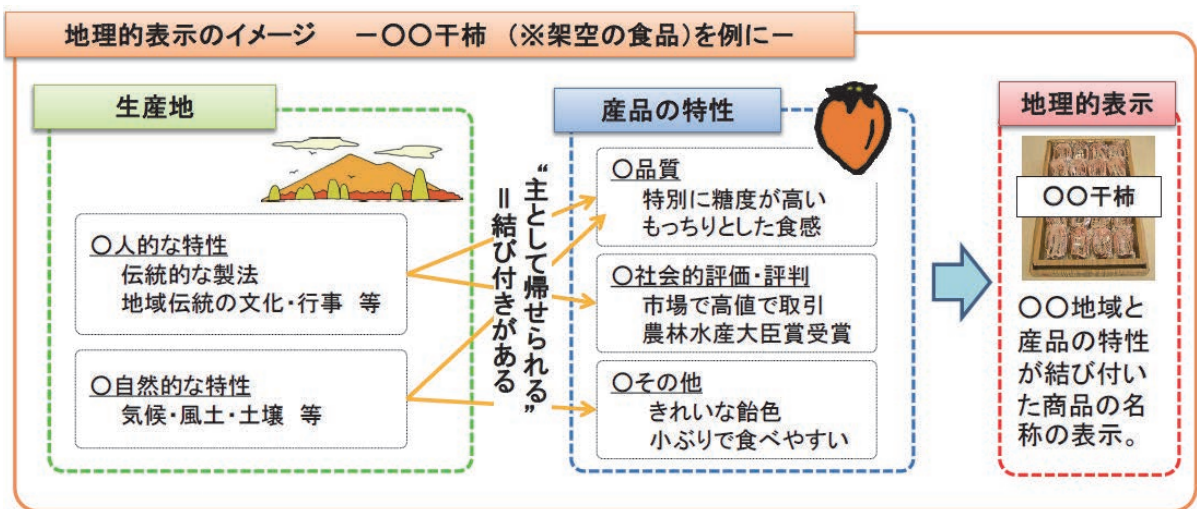 地理的表示のイメージ －〇〇干柿 （※架空の食品）を例に－
生産地
〇人的な特性
伝統的な製法
地域伝統の文化・行事 等
〇自然的な特性
気候・風土・土壌 等
“主として帰せられる”
＝結び付きがある
産品の特性
〇品質
特別に糖度が高い
もっちりとした食感
〇社会的評価・評判
市場で高値で取引
農林水産大臣賞受賞
〇その他
きれいな飴色
小ぶりで食べやすい
地理的表示
〇〇干柿
〇〇地域と
産品の特性
が結び付い
た商品の名
称の表示。